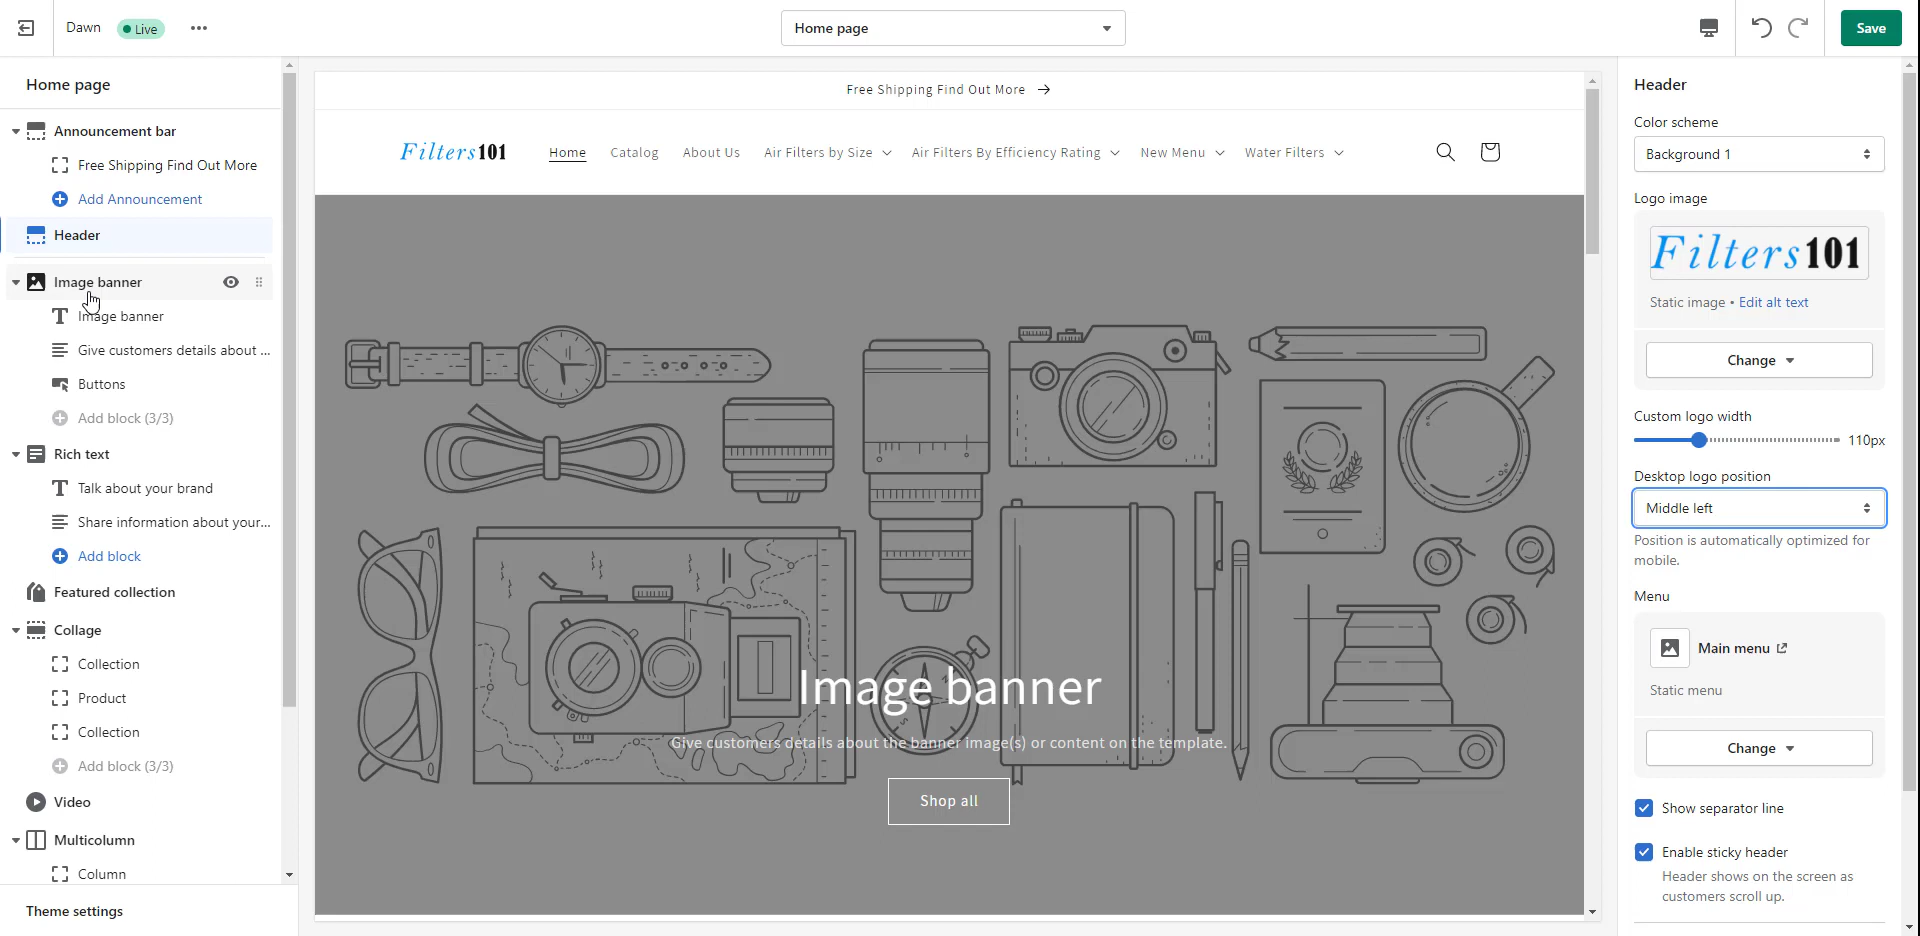 Dawn
Live
Home page
Save
Home page
Announcement bar
Free Shipping Find Out More
Add Announcement
Header
Image banner
Image banner
Give customers details about ...
Buttons
Add block (3/3)
Rich text
Talk about your brand
Share information about your...
Add block
Featured collection
Collage
Collection
Product
Collection
Add block (3/3)
Video
Multicolumn
Column
Theme settings
Free Shipping Find Out More →
Filters101
Home Catalog About Us Air Filters by Size Air Filters By Efficiency Rating New Menu Water Filters
Image banner
Give customers details about the banner image(s) or content on the template.
Shop all
Header
Color scheme
Background 1
Logo image
Filters101
Static image • Edit alt text
Change
Custom logo width
110px
Desktop logo position
Middle left
Position is automatically optimized for
mobile.
Menu
Main menu
Static menu
Change
Show separator line
Enable sticky header
Header shows on the screen as
customers scroll up.